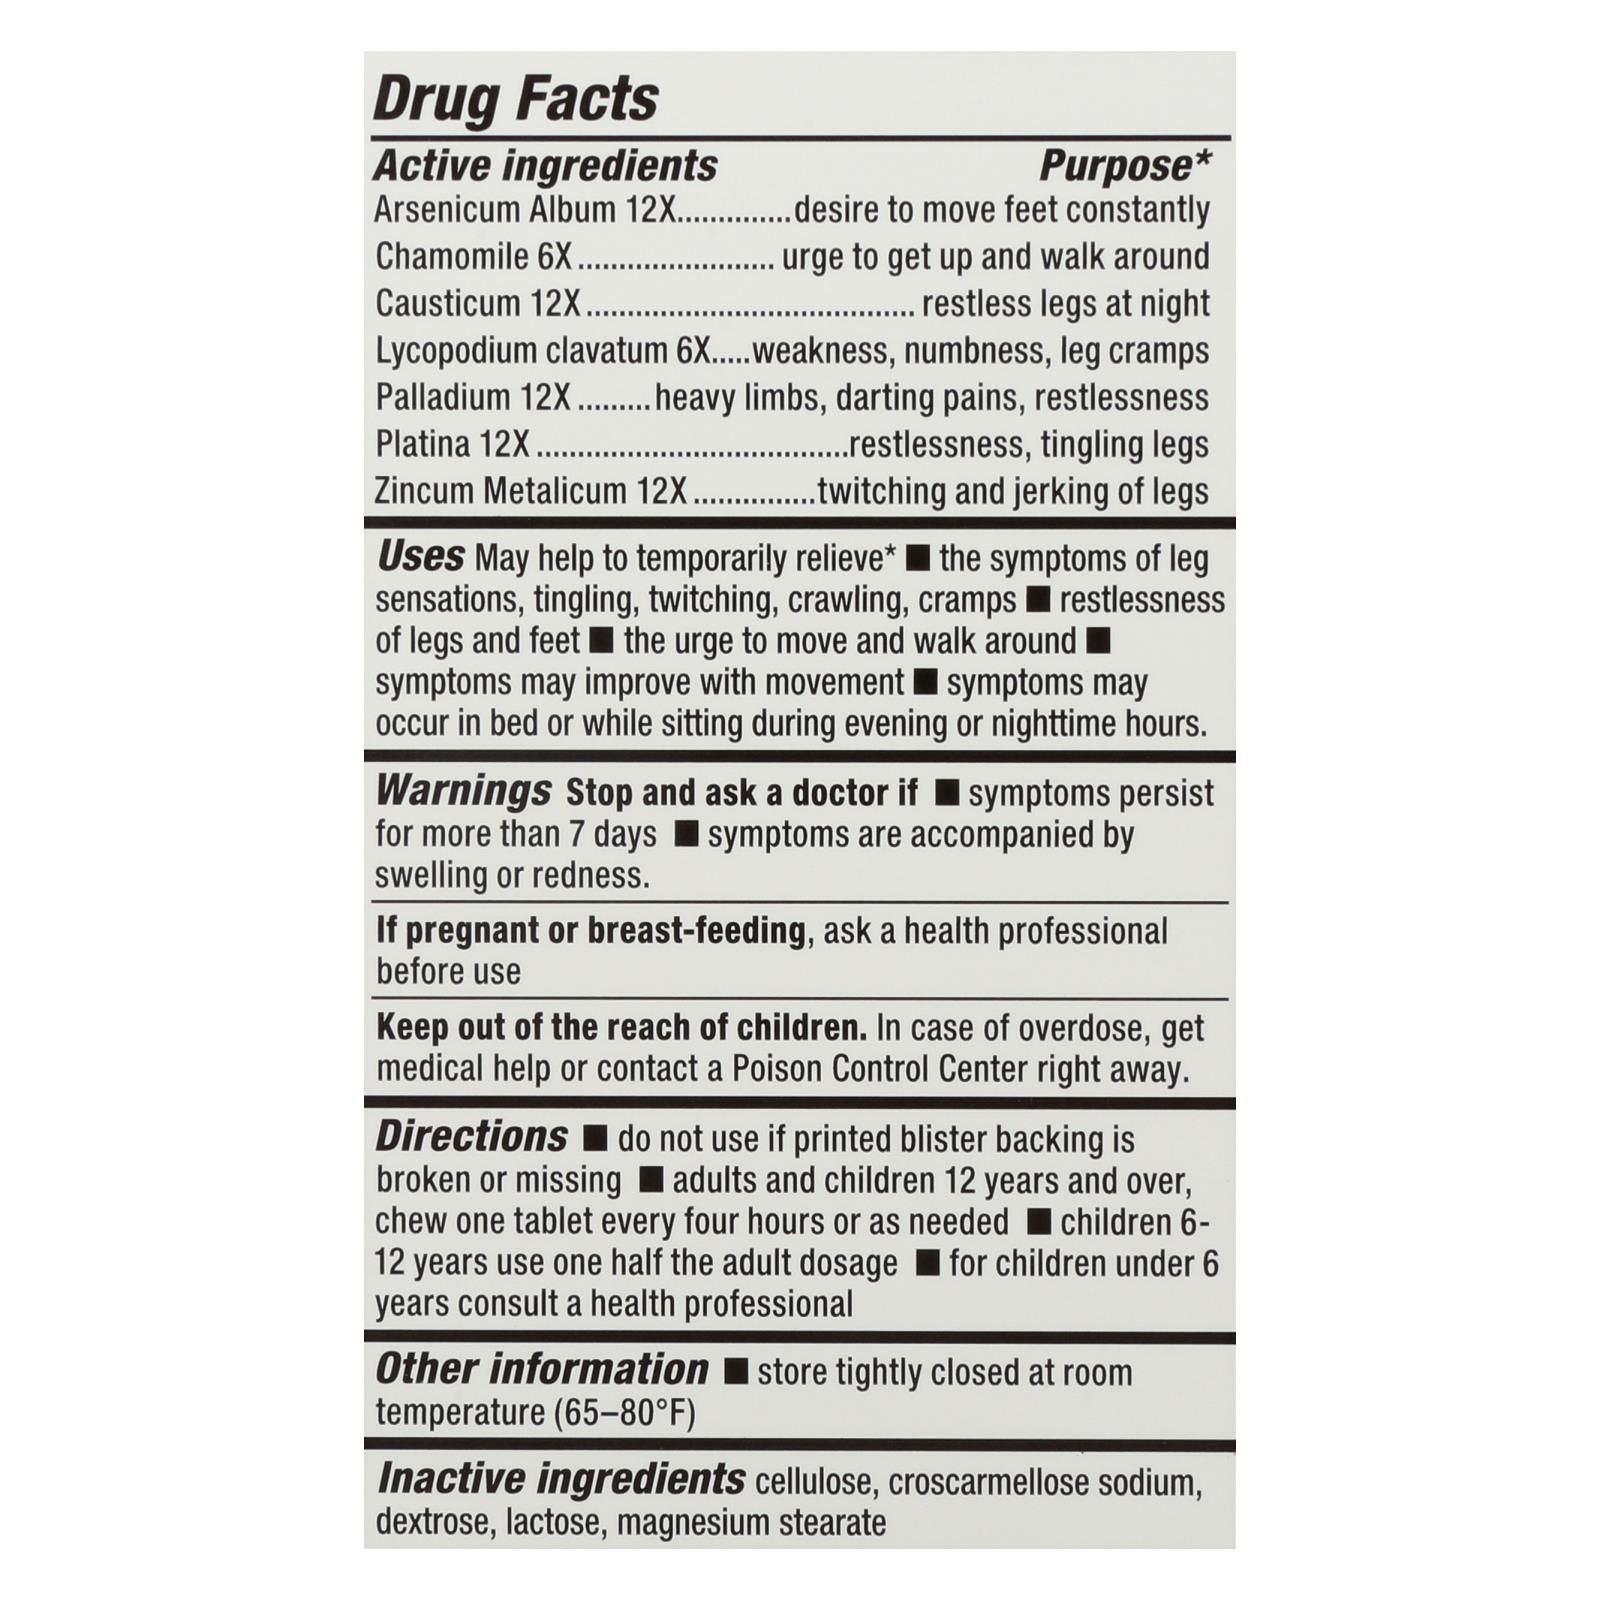 Drug Facts
Active ingredients Purpose*
Arsenicum Album 12X..............desire to move feet constantly
Chamomile 6X........................ urge to get up and walk around
Causticum 12X........................................ restless legs at night
Lycopodium clavatum 6X.....weakness, numbness, leg cramps
Palladium 12X .........heavy limbs, darting pains, restlessness
Platina 12X......................................restlessness, tingling legs
Zincum Metalicum 12X...............twitching and jerking of legs
Uses May help to temporarily relieve* ■ the symptoms of leg
sensations, tingling, twitching, crawling, cramps ■ restlessness
of legs and feet ■ the urge to move and walk around ■
symptoms may improve with movement ■ symptoms may
occur in bed or while sitting during evening or nighttime hours.
Warnings Stop and ask a doctor if ■ symptoms persist
for more than 7 days ■ symptoms are accompanied by
swelling or redness.
If pregnant or breast-feeding, ask a health professional
before use
Keep out of the reach of children. In case of overdose, get
medical help or contact a Poison Control Center right away.
Directions ■ do not use if printed blister backing is
broken or missing ■ adults and children 12 years and over,
chew one tablet every four hours or as needed ■ children 6-
12 years use one half the adult dosage ■ for children under 6
years consult a health professional
Other information ■ store tightly closed at room
temperature (65–80°F)
Inactive ingredients cellulose, croscarmellose sodium,
dextrose, lactose, magnesium stearate